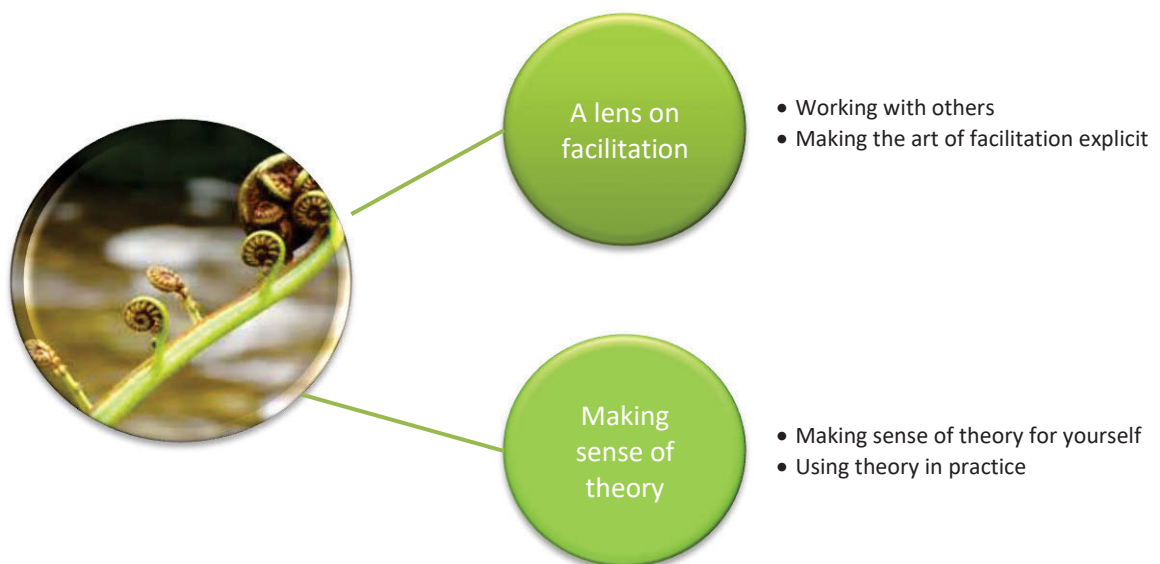 A lens on
facilitation
• Working with others
• Making the art of facilitation explicit
Making
sense of
theory
• Making sense of theory for yourself
• Using theory in practice